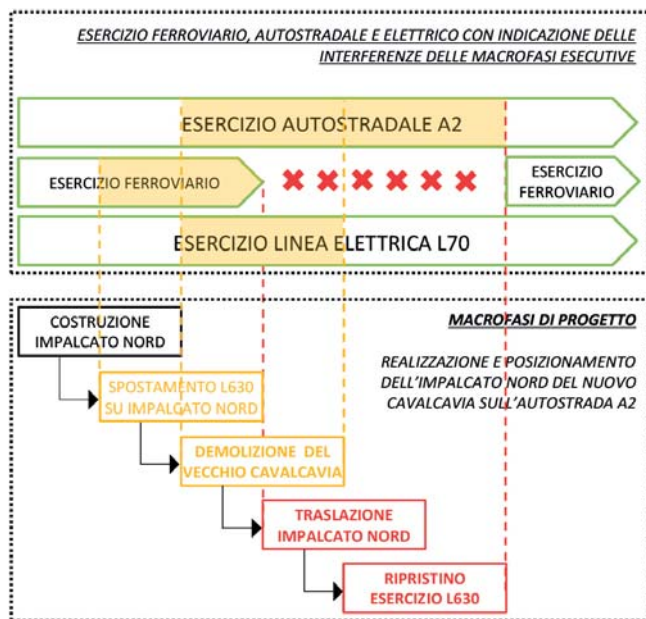 ESERCIZIO FERROVIARIO, AUTOSTRADALE E ELETTRICO CON INDICAZIONE DELLE
INTERFERENZE DELLE MACROFASI ESECUTIVE
ESERCIZIO AUTOSTRADALE A2
ESERCIZIO FERROVIARIO
ESERCIZIO
FERROVIARIO
ESERCIZIO LINEA ELETTRICA L70
COSTRUZIONE
IMPALCATO NORD
MACROFASI DI PROGETTO
REALIZZAZIONE E POSIZIONAMENTO
DELL'IMPALCATO NORD DEL NUOVO
CAVALCAVIA SULL'AUTOSTRADA A2
SPOSTAMENTO L630
SU IMPALCATO NORD
DEMOLIZIONE DEL
VECCHIO CAVALCAVIA
TRASLAZIONE
IMPALCATO NORD
RIPRISTINO
ESERCIZIO L630